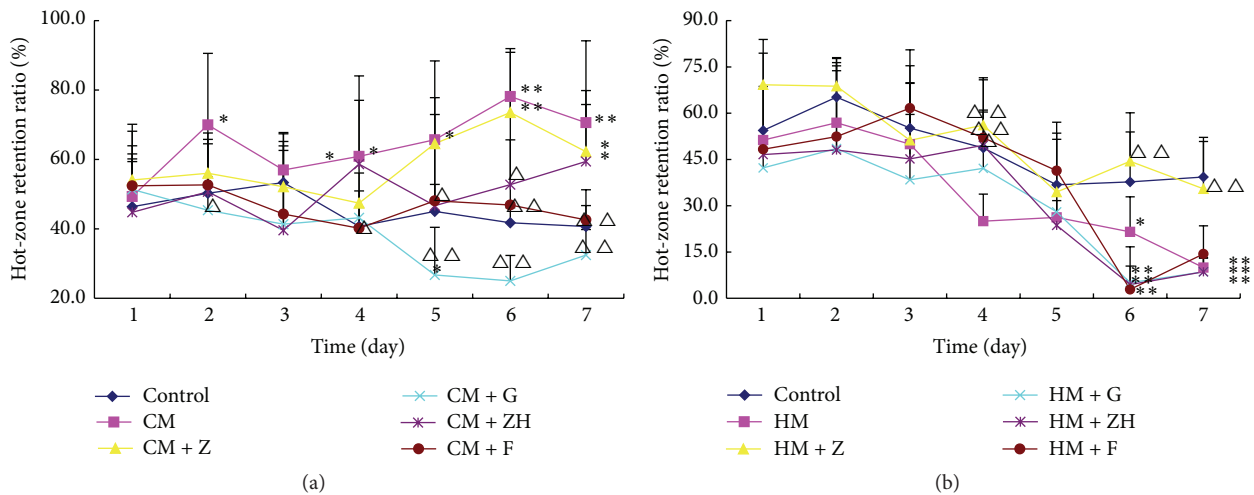 Hot-zone retention ratio (%)
100.0
80.0
60.0
40.0
20.0
* * * * ** ** ** * *
△ △ △ △ △ △ △ △ △ △ △ △ △ *
1 2 3 4 5 6 7
Time (day)
Control
CM
CM + Z
CM + G
CM + ZH
CM + F
(a)
Hot-zone retention ratio (%)
90.0
75.0
60.0
45.0
30.0
15.0
0.0
△ △
△ △
△ △
△ △
*
**
**
**
**
**
**
1 2 3 4 5 6 7
Time (day)
Control
HM
HM + Z
HM + G
HM + ZH
HM + F
(b)